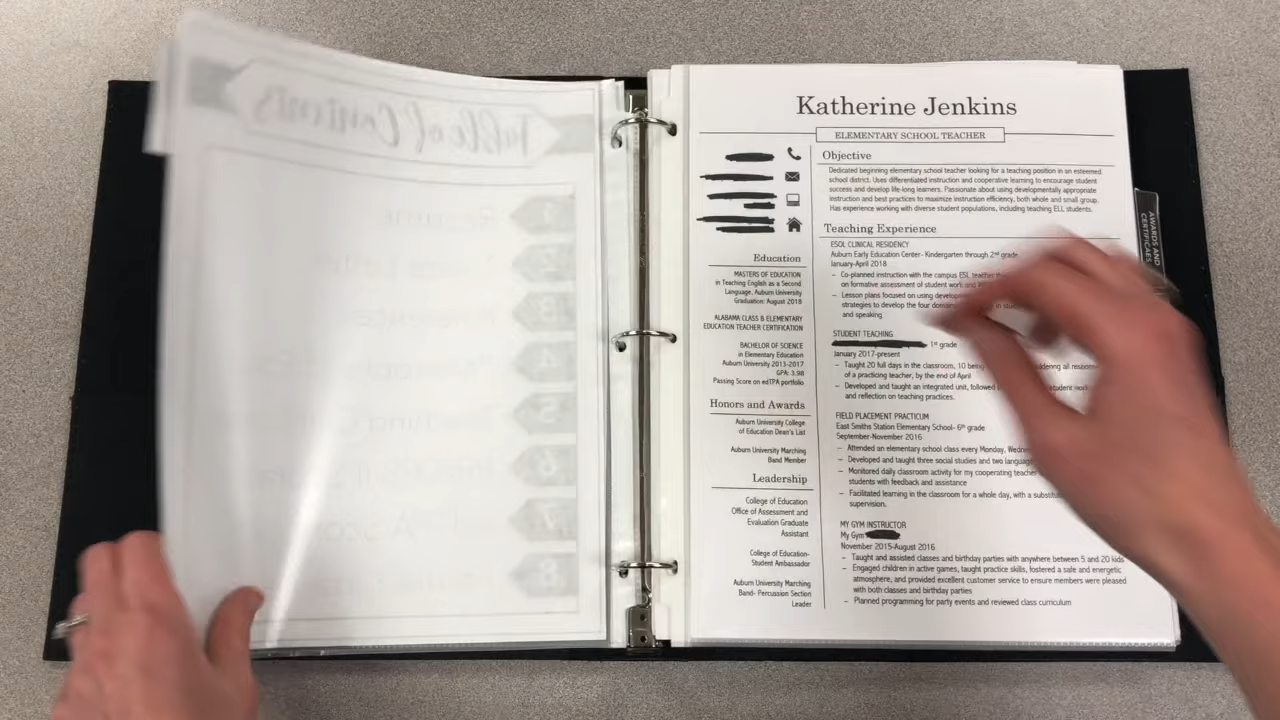 Table of Contents
Katherine Jenkins
ELEMENTARY SCHOOL TEACHER
Education
MASTERS OF EDUCATION
in Teaching English as a Second
Language, Auburn University
Graduation: August 2018
ALABAMA CLASS B ELEMENTARY
EDUCATION TEACHER CERTIFICATION
BACHELOR OF SCIENCE
in Elementary Education
Auburn University 2013-2017
GPA: 3.98
Passing Score on edTPA portfolio
Honors and Awards
Auburn University College
of Education Dean's List
Auburn University Marching
Band Member
Leadership
College of Education
Office of Assessment and
Evaluation Graduate
Assistant
College of Education-
Student Ambassador
Auburn University Marching
Band- Percussion Section
Leader
Objective
Dedicated beginning elementary school teacher looking for a teaching position in an esteemed
school district. Uses differentiated instruction and cooperative learning to encourage student
success and develop life-long learners. Passionate about using developmentally appropriate
instruction and best practices to maximize instruction efficiency, both whole and small group.
Has experience working with diverse student populations, including teaching ELL students.
Teaching Experience
ESOL CLINICAL RESIDENCY
Auburn Early Education Center- Kindergarten through 2nd grade
January-April 2018
– Co-planned instruction with the campus ESL teacher
on formative assessment of student work and
– Lesson plans focused on using
strategies to develop the four in
and speaking.
STUDENT TEACHING
1st grade
January 2017-present
– Taught 20 full days in the classroom, 10 being all
of a practicing teacher, by the end of April
– Developed and taught an integrated unit, followed student
and reflection on teaching practices.
FIELD PLACEMENT PRACTICUM
East Smiths Station Elementary School- 6th grade
September-November 2016
– Attended an elementary school class every Monday,
– Developed and taught three social studies and two
– Monitored daily classroom activity for my cooperating teacher
students with feedback and assistance
– Facilitated learning in the classroom for a whole day, with a
supervision.
MY GYM INSTRUCTOR
My Gym
November 2015-August 2016
– Taught and assisted classes and birthday parties with anywhere between 5 and 20 kids
– Engaged children in active games, taught practice skills, fostered a safe and energetic
atmosphere, and provided excellent customer service to ensure members were pleased
with both classes and birthday parties
– Planned programming for party events and reviewed class curriculum
AWARDS AND
CERTIFICAES